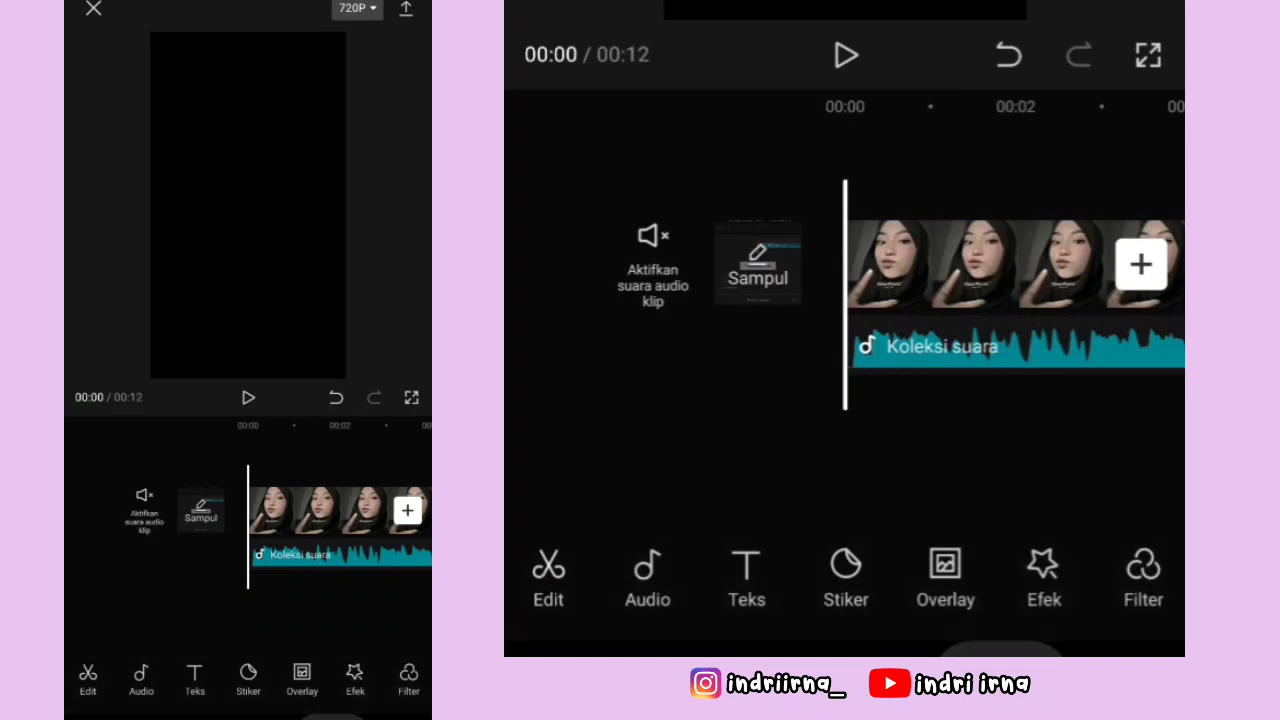 720P
00:00 / 00:12
00:00
00:02
00
Aktifkan
suara audio
klip
Sampul
Koleksi suara
Edit
Audio
Teks
Stiker
Overlay
Efek
Filter
00:00 / 00:12
00:00
00:02
00
Aktifkan
suara audio
klip
Sampul
Koleksi suara
Edit
Audio
Teks
Stiker
Overlay
Efek
Filter
indriirna_
indri irna